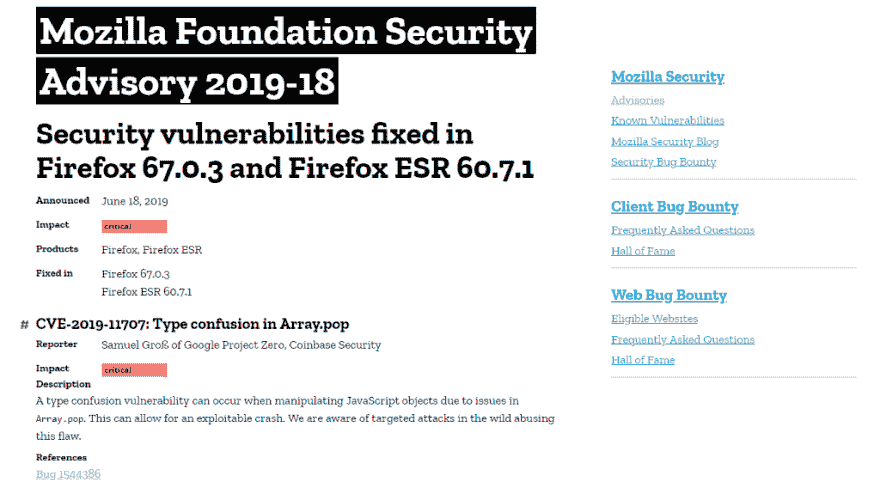 Mozilla Foundation Security
Advisory 2019-18
Security vulnerabilities fixed in
Firefox 67.0.3 and Firefox ESR 60.7.1
Announced June 18, 2019
Impact critical
Products Firefox, Firefox ESR
Fixed in Firefox 67.0.3
Firefox ESR 60.7.1
# CVE-2019-11707: Type confusion in Array.pop
Reporter Samuel Groß of Google Project Zero, Coinbase Security
Impact critical
Description
A type confusion vulnerability can occur when manipulating JavaScript objects due to issues in
Array.pop. This can allow for an exploitable crash. We are aware of targeted attacks in the wild abusing
this flaw.
References
Bug 1544386
Mozilla Security
Advisories
Known Vulnerabilities
Mozilla Security Blog
Security Bug Bounty
Client Bug Bounty
Frequently Asked Questions
Hall of Fame
Web Bug Bounty
Eligible Websites
Frequently Asked Questions
Hall of Fame